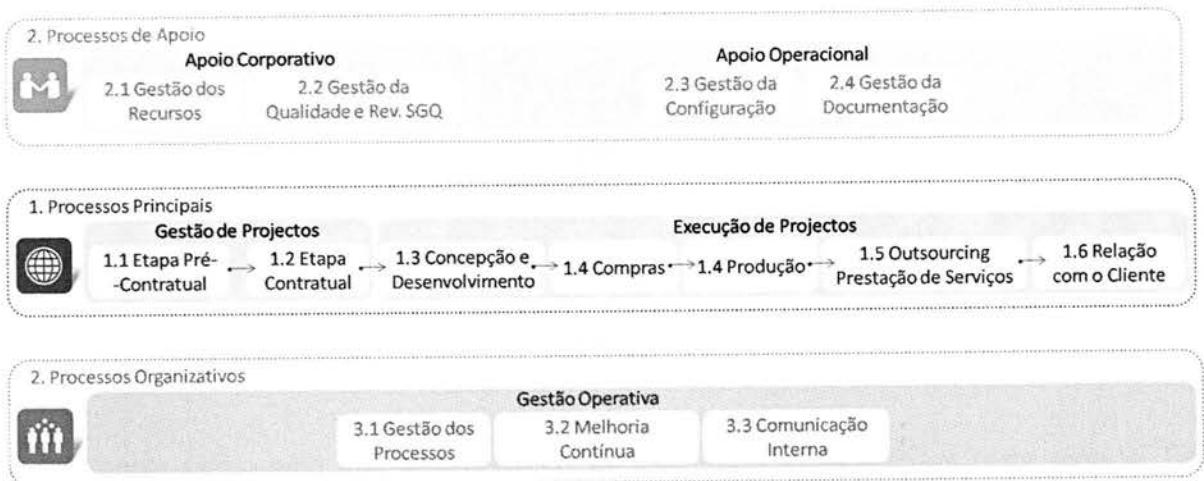 2. Processos de Apoio
Apoio Corporativo
Apoio Operacional
2.1 Gestão dos
Recursos
2.2 Gestão da
Qualidade e Rev. SGQ
2.3 Gestão da
Configuração
2.4 Gestão da
Documentação
1. Processos Principais
Gestão de Projectos
Execução de Projectos
1.1 Etapa Pré-
-Contratual
1.2 Etapa
Contratual
1.3 Concepção e
Desenvolvimento
1.4 Compras
1.4 Produção
1.5 Outsourcing
Prestação de Serviços
1.6 Relação
com o Cliente
2. Processos Organizativos
Gestão Operativa
3.1 Gestão dos
Processos
3.2 Melhoria
Contínua
3.3 Comunicação
Interna